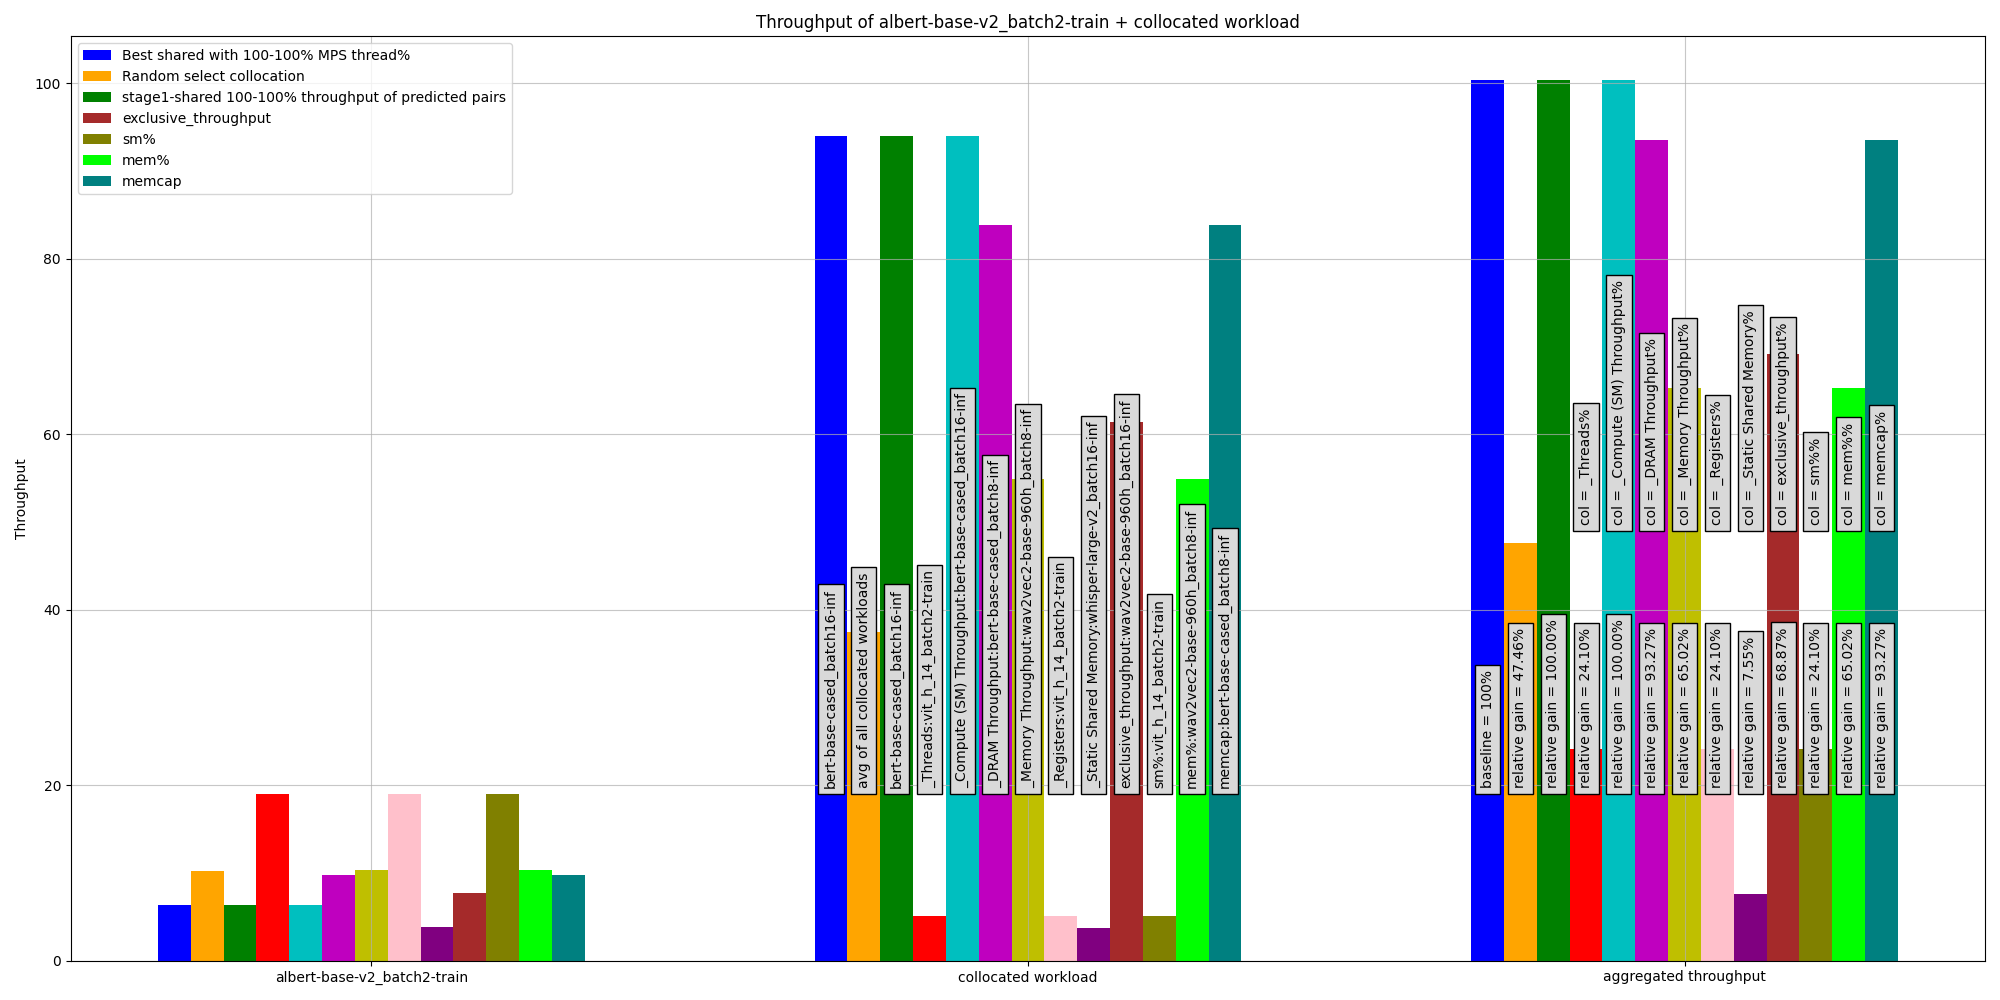 Throughput of albert-base-v2_batch2-train + collocated workload
Best shared with 100-100% MPS thread%
Random select collocation
stage1-shared 100-100% throughput of predicted pairs
exclusive_throughput
sm%
mem%
memcap
Throughput
100
80
60
40
20
0
bert-base-cased_batch16-inf
avg of all collocated workloads
bert-base-cased_batch16-inf
_Threads:vit_h_14_batch2-train
_Compute (SM) Throughput:bert-base-cased_batch16-inf
_DRAM Throughput:bert-base-cased_batch8-inf
_Memory Throughput:wav2vec2-base-960h_batch8-inf
_Registers:vit_h_14_batch2-train
_Static Shared Memory:whisper-large-v2_batch16-inf
exclusive_throughput:wav2vec2-base-960h_batch16-inf
sm%:vit_h_14_batch2-train
mem%:wav2vec2-base-960h_batch8-inf
memcap:bert-base-cased_batch8-inf
col = _Threads%
col = _Compute (SM) Throughput%
col = _DRAM Throughput%
col = _Memory Throughput%
col = _Registers%
col = _Static Shared Memory%
col = exclusive_throughput%
col = sm%%
col = mem%%
col = memcap%
baseline = 100%
relative gain = 47.46%
relative gain = 100.00%
relative gain = 24.10%
relative gain = 100.00%
relative gain = 93.27%
relative gain = 65.02%
relative gain = 24.10%
relative gain = 7.55%
relative gain = 68.87%
relative gain = 24.10%
relative gain = 65.02%
relative gain = 93.27%
albert-base-v2_batch2-train
collocated workload
aggregated throughput